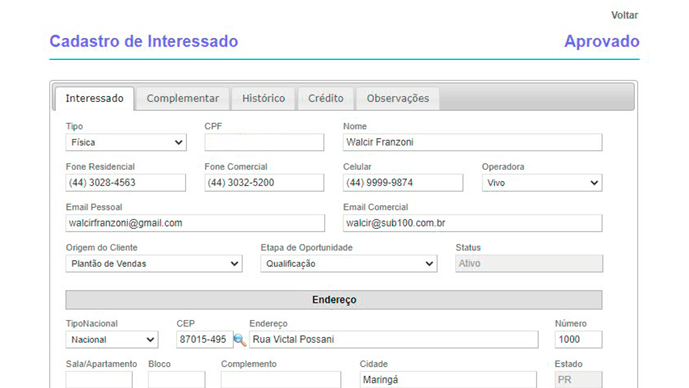 Voltar
Cadastro de Interessado Aprovado
Interessado Complementar Histórico Crédito Observações
Tipo CPF Nome
Física Walcir Franzoni
Fone Residencial Fone Comercial Celular Operadora
(44) 3028-4563 (44) 3032-5200 (44) 9999-9874 Vivo
Email Pessoal Email Comercial
walcirfranzoni@gmail.com walcir@sub100.com.br
Origem do Cliente Etapa de Oportunidade Status
Plantão de Vendas Qualificação Ativo
Endereço
TipoNacional CEP Endereço Número
Nacional 87015-495 Rua Victal Possani 1000
Sala/Apartamento Bloco Complemento Cidade Estado
Maringá PR